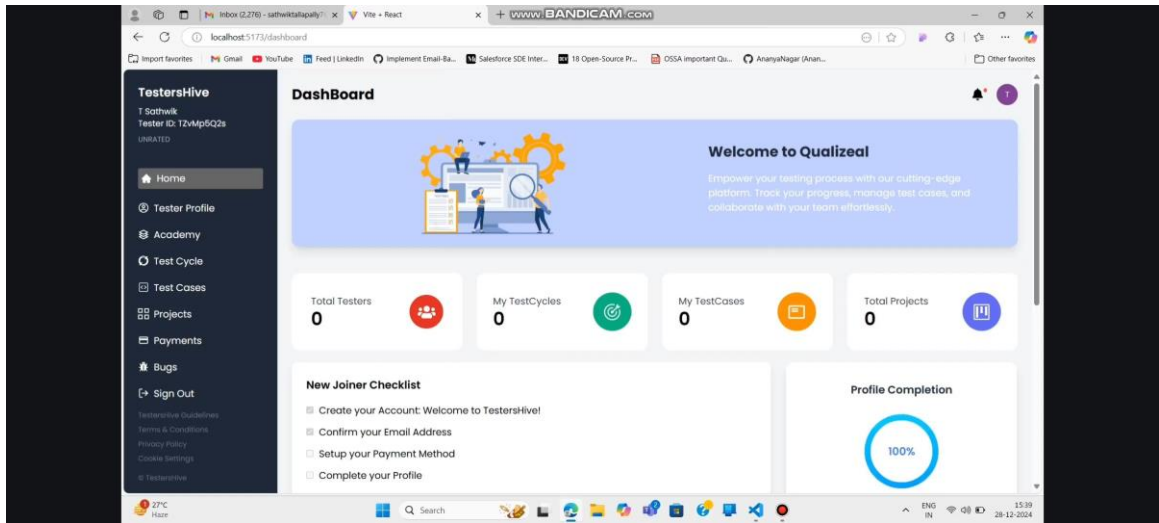 Inbox (2,276) - sathwiktallapally7
Vite + React
WWW.BANDICAM.COM
localhost:5173/dashboard
Import favorites
Gmail
YouTube
Feed | LinkedIn
Implement Email-Ba...
Salesforce SDE Inter...
18 Open-Source Pr...
OSSA important Qu...
AnanyaNagar (Anan...
Other favorites
TestersHive
T Sathwik
Tester ID: TZvMp5Q2s
UNRATED
Home
Tester Profile
Academy
Test Cycle
Test Cases
Projects
Payments
Bugs
Sign Out
TestersHive Guidelines
Terms & Conditions
Privacy Policy
Cookie Settings
© TestersHive
DashBoard
T
Welcome to Qualizeal
Empower your testing process with our cutting-edge
platform. Track your progress, manage test cases, and
collaborate with your team effortlessly.
Total Testers
0
My TestCycles
0
My TestCases
0
Total Projects
0
New Joiner Checklist
Create your Account: Welcome to TestersHive!
Confirm your Email Address
Setup your Payment Method
Complete your Profile
Profile Completion
100%
27°C
Haze
Search
ENG
IN
15:39
28-12-2024